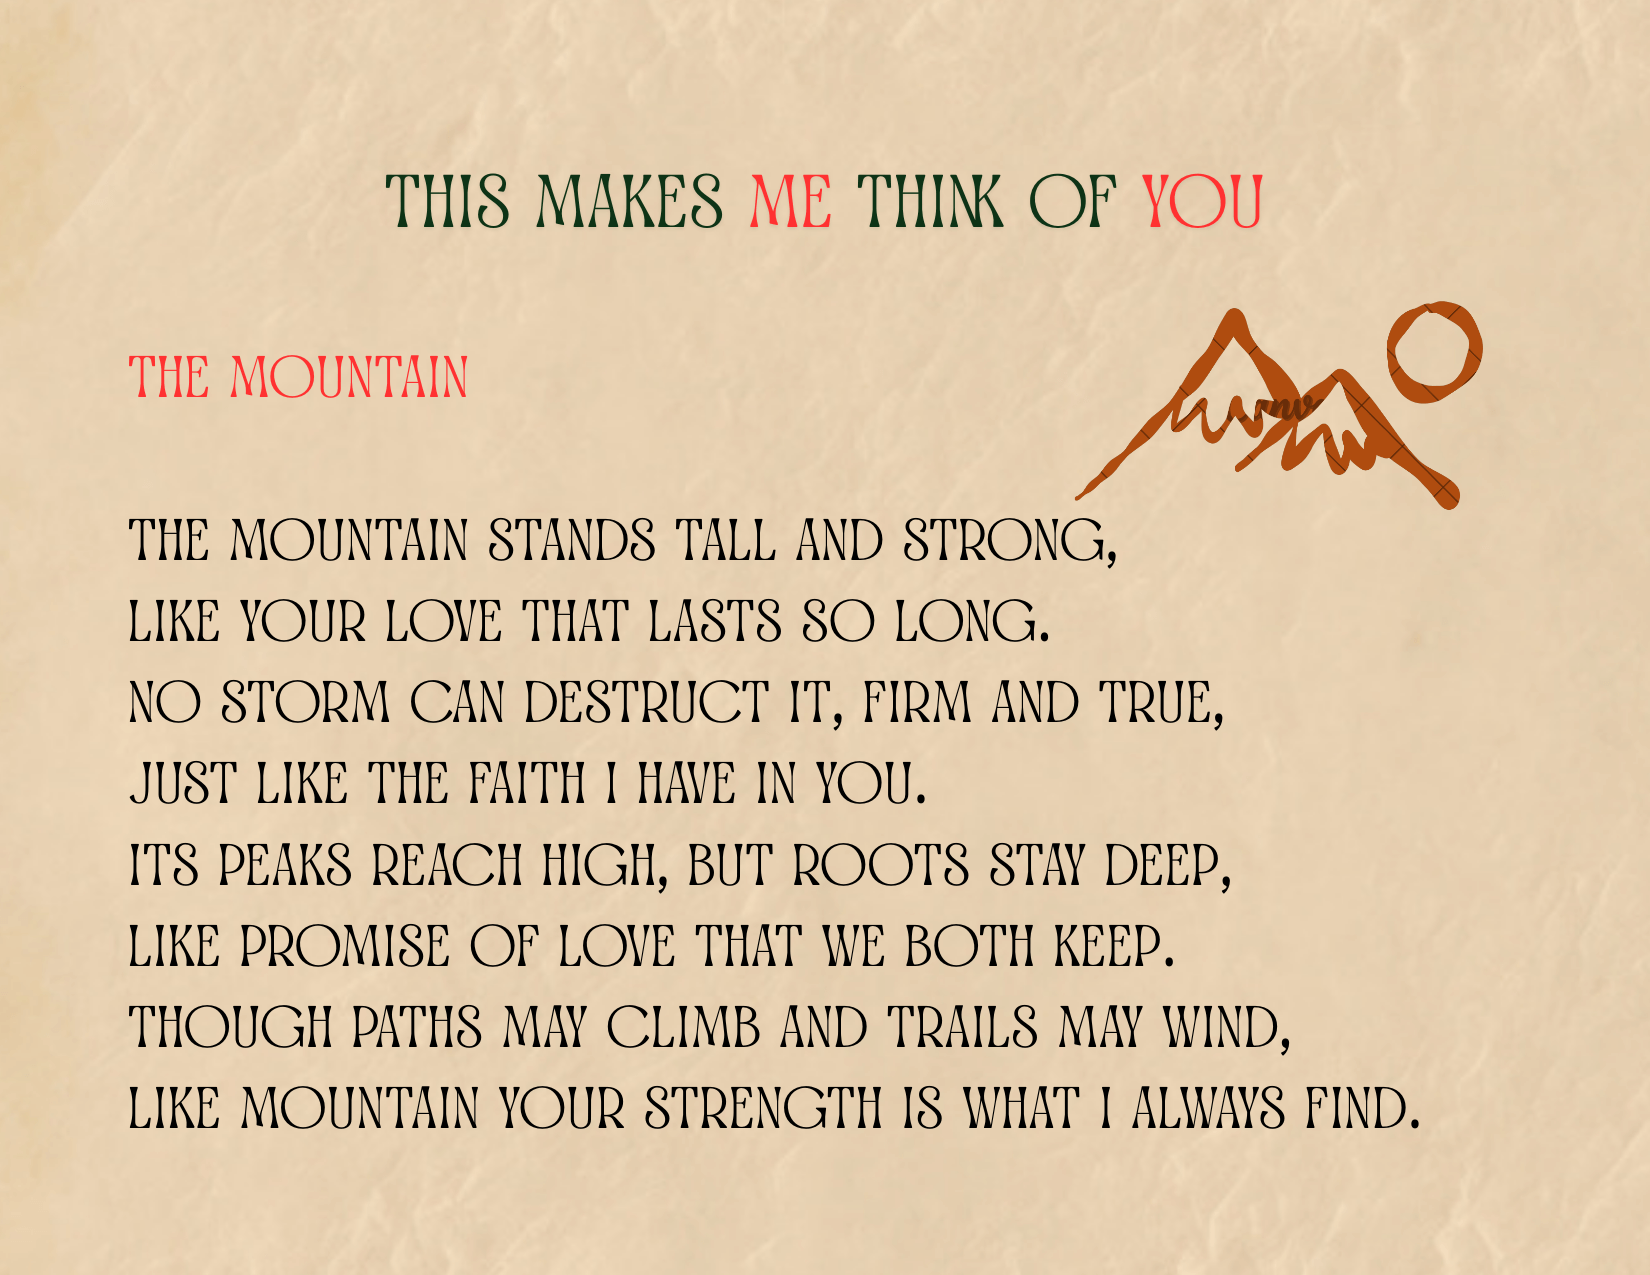 THIS MAKES ME THINK OF YOU
THE MOUNTAIN
THE MOUNTAIN STANDS TALL AND STRONG,
LIKE YOUR LOVE THAT LASTS SO LONG.
NO STORM CAN DESTRUCT IT, FIRM AND TRUE,
JUST LIKE THE FAITH I HAVE IN YOU.
ITS PEAKS REACH HIGH, BUT ROOTS STAY DEEP,
LIKE PROMISE OF LOVE THAT WE BOTH KEEP.
THOUGH PATHS MAY CLIMB AND TRAILS MAY WIND,
LIKE MOUNTAIN YOUR STRENGTH IS WHAT I ALWAYS FIND.